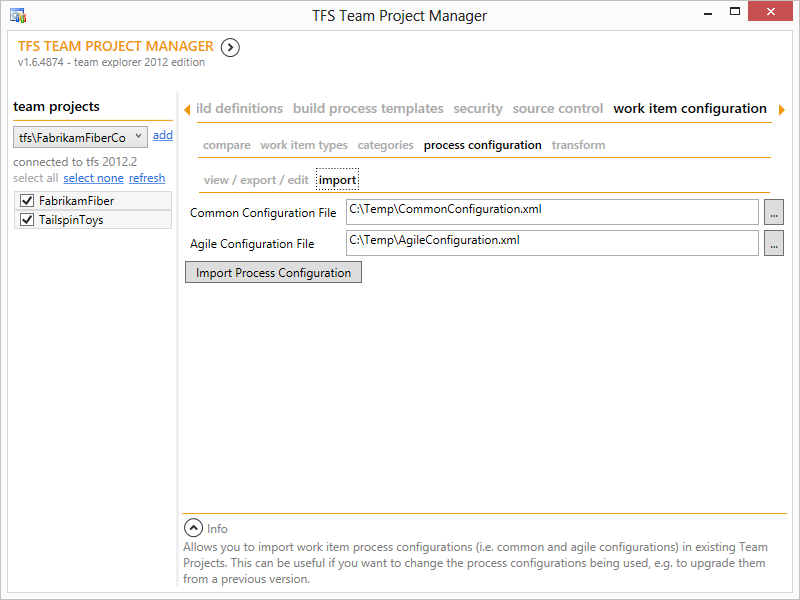 TFS Team Project Manager
TFS TEAM PROJECT MANAGER
v1.6.4874 - team explorer 2012 edition
team projects
tfs\FabrikamFiberCo add
connected to tfs 2012.2
select all select none refresh
FabrikamFiber
TailspinToys
ild definitions build process templates security source control work item configuration
compare work item types categories process configuration transform
view / export / edit import
Common Configuration File C:\Temp\CommonConfiguration.xml ...
Agile Configuration File C:\Temp\AgileConfiguration.xml ...
Import Process Configuration
Info
Allows you to import work item process configurations (i.e. common and agile configurations) in existing Team
Projects. This can be useful if you want to change the process configurations being used, e.g. to upgrade them
from a previous version.